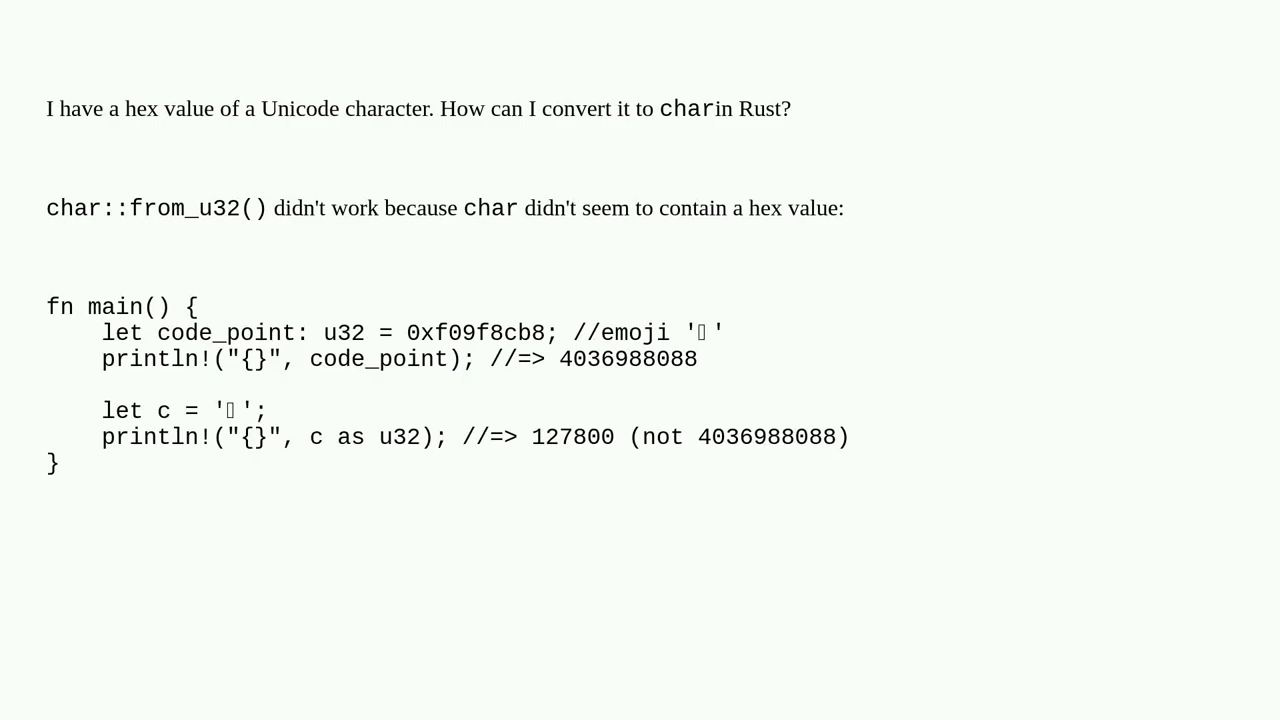 I have a hex value of a Unicode character. How can I convert it to charin Rust?
char::from_u32() didn't work because char didn't seem to contain a hex value:
fn main() {
    let code_point: u32 = 0xf09f8cb8; //emoji '▯'
    println!("{}", code_point); //=> 4036988088
    let c = '▯';
    println!("{}", c as u32); //=> 127800 (not 4036988088)
}